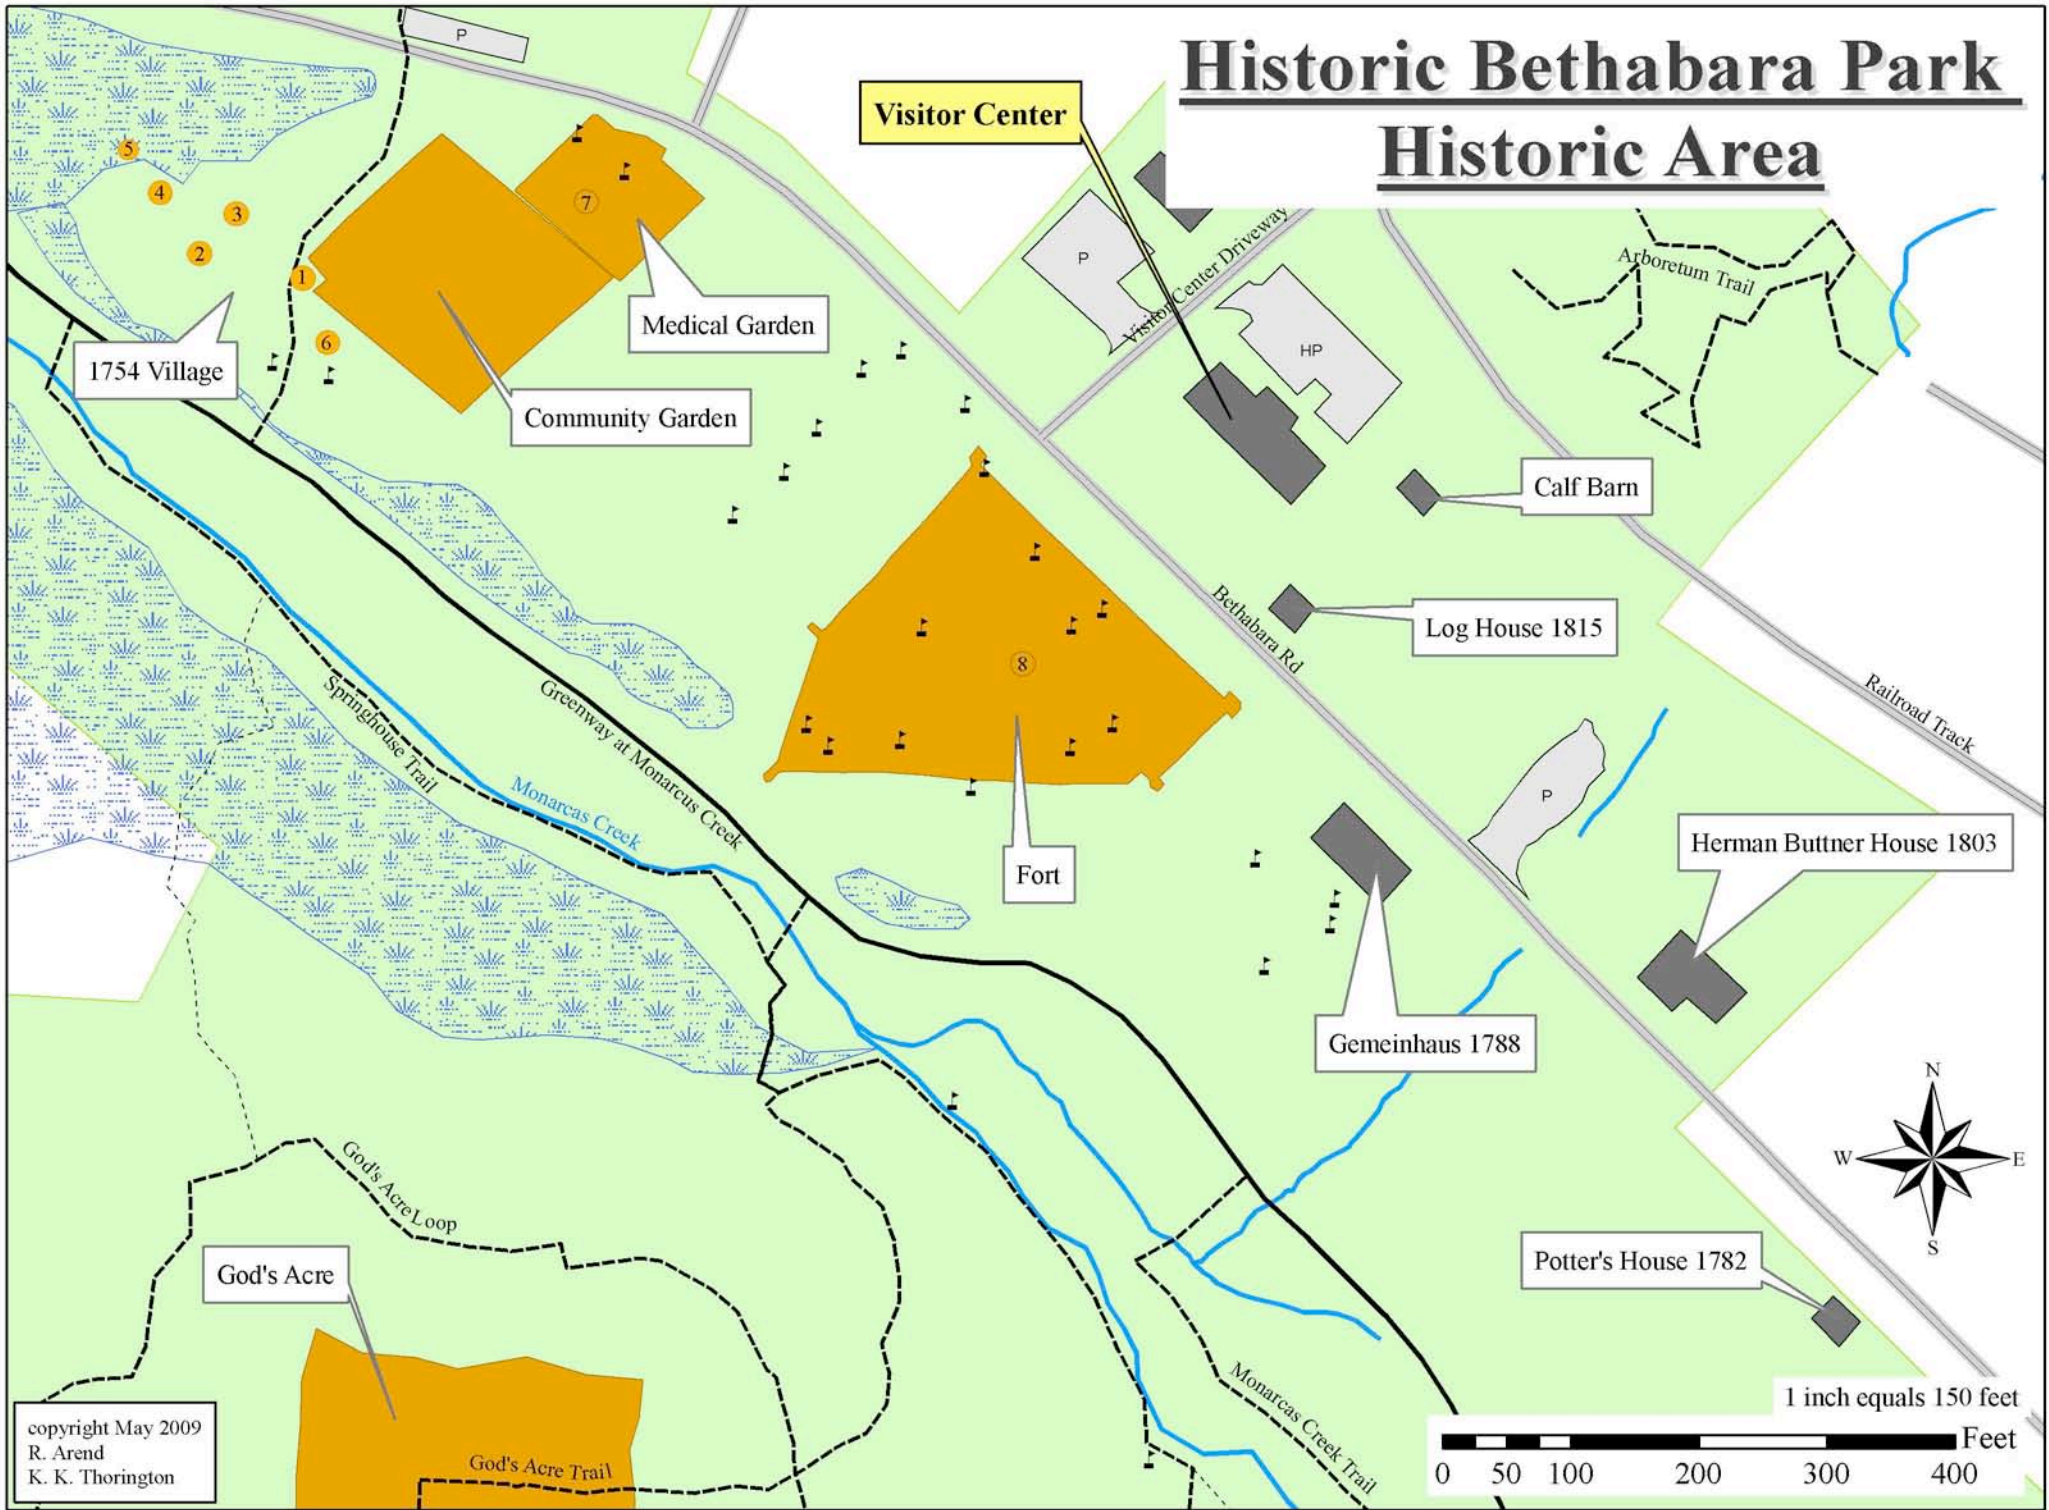 Historic Bethabara Park
Historic Area
P
Visitor Center
5
4
3
2
1
6
7
P
Visitor Center Driveway
Arboretum Trail
HP
Medical Garden
1754 Village
Community Garden
Calf Barn
Log House 1815
Bethabara Rd
8
Railroad Track
Springhouse Trail
Greenway at Monarcus Creek
Monarcas Creek
P
Herman Buttner House 1803
Fort
Gemeinhaus 1788
N
W
E
S
God's Acre Loop
God's Acre
Potter's House 1782
Monarcas Creek Trail
God's Acre Trail
copyright May 2009
R. Arend
K. K. Thorington
1 inch equals 150 feet
Feet
0 50 100 200 300 400